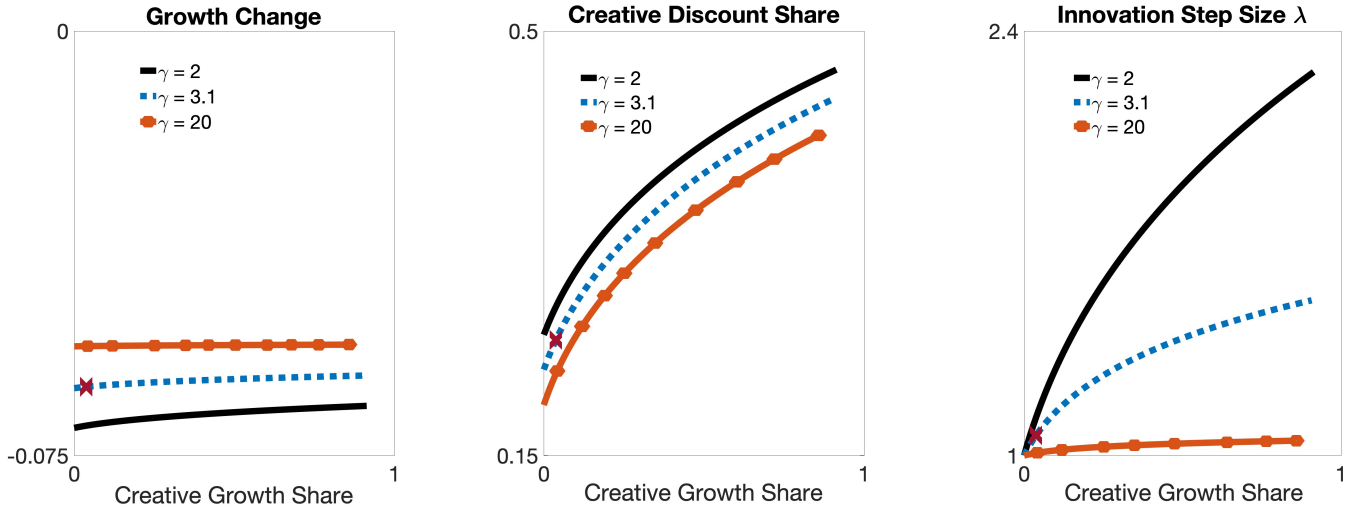 Growth Change
0
γ = 2
γ = 3.1
γ = 20
-0.075
0
1
Creative Growth Share
Creative Discount Share
0.5
γ = 2
γ = 3.1
γ = 20
0.15
0
1
Creative Growth Share
Innovation Step Size λ
2.4
γ = 2
γ = 3.1
γ = 20
1
0
1
Creative Growth Share